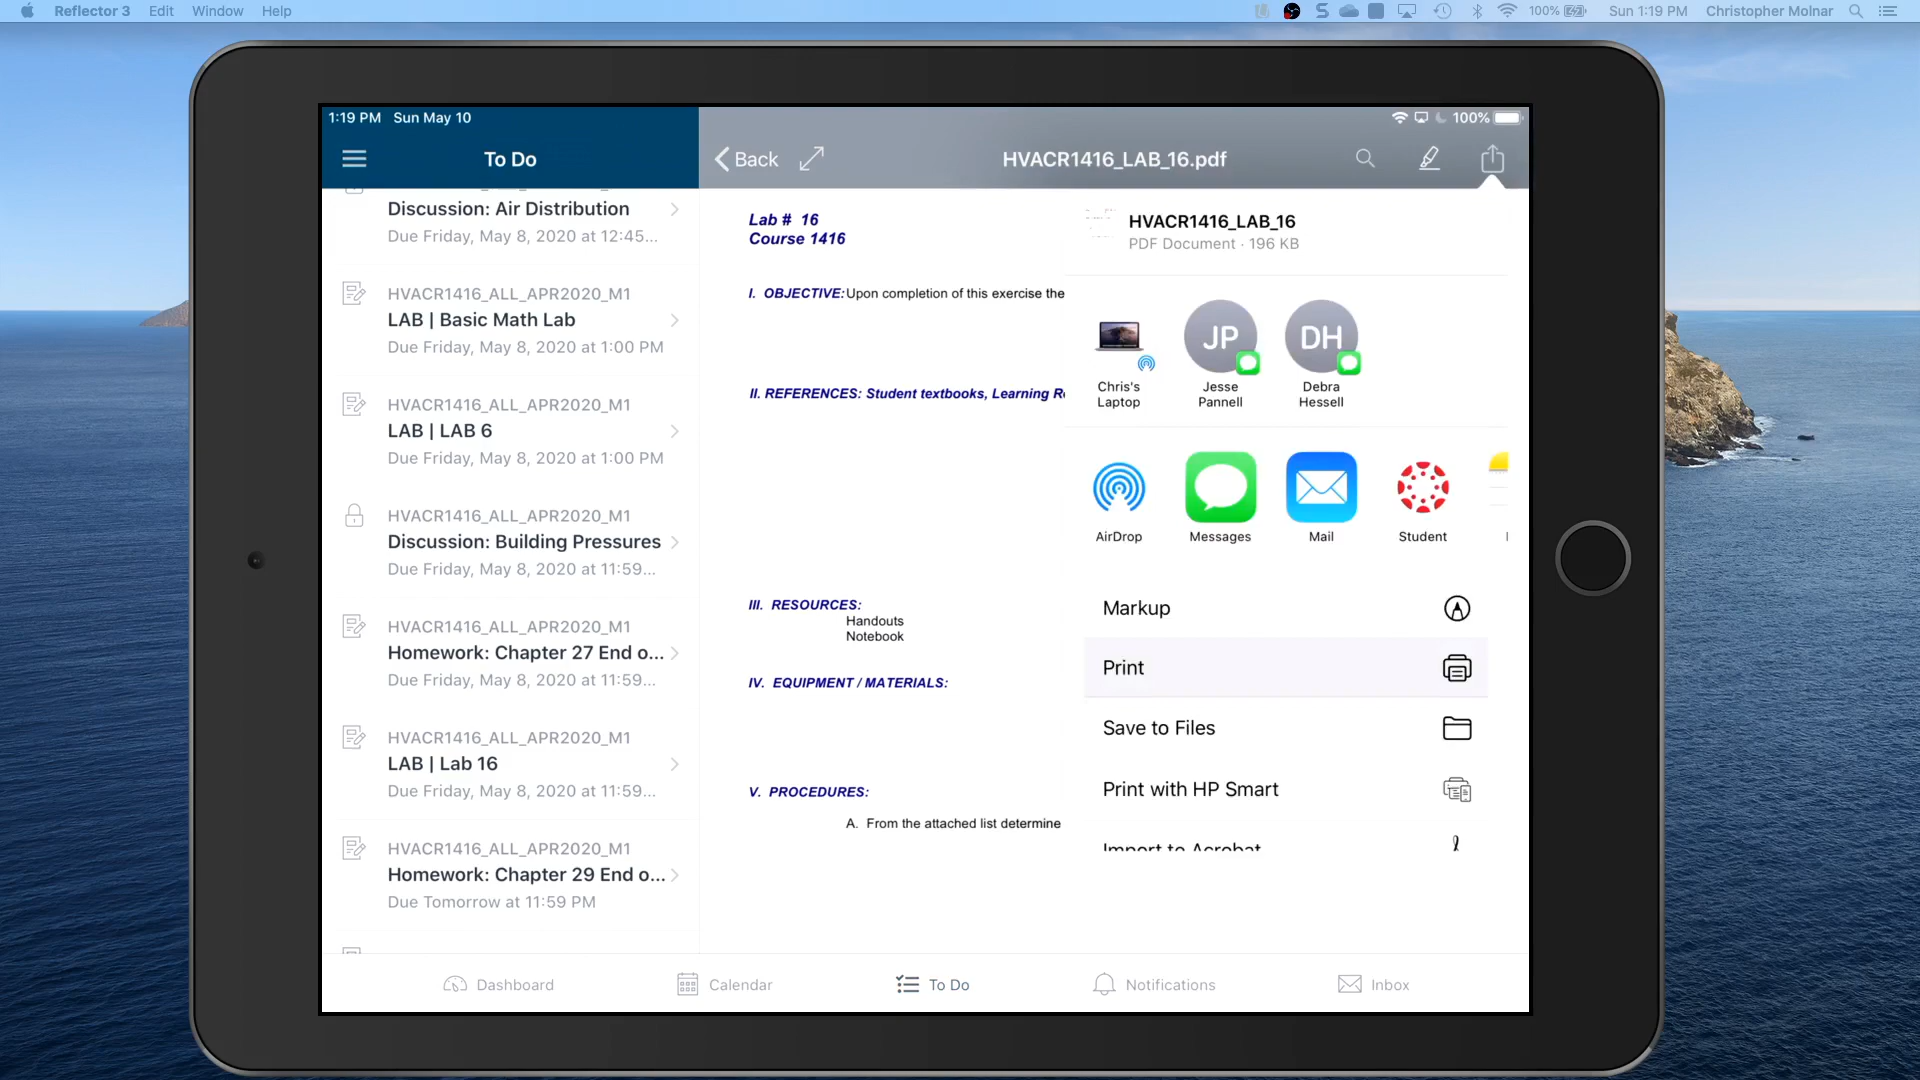 Reflector 3 Edit Window Help
100% Sun 1:19 PM Christopher Molnar
1:19 PM Sun May 10
100%
To Do
Back
HVACR1416_LAB_16.pdf
Discussion: Air Distribution
Due Friday, May 8, 2020 at 12:45...
HVACR1416_ALL_APR2020_M1
LAB | Basic Math Lab
Due Friday, May 8, 2020 at 1:00 PM
HVACR1416_ALL_APR2020_M1
LAB | LAB 6
Due Friday, May 8, 2020 at 1:00 PM
HVACR1416_ALL_APR2020_M1
Discussion: Building Pressures
Due Friday, May 8, 2020 at 11:59...
HVACR1416_ALL_APR2020_M1
Homework: Chapter 27 End o...
Due Friday, May 8, 2020 at 11:59...
HVACR1416_ALL_APR2020_M1
LAB | Lab 16
Due Friday, May 8, 2020 at 11:59...
HVACR1416_ALL_APR2020_M1
Homework: Chapter 29 End o...
Due Tomorrow at 11:59 PM
Lab # 16
Course 1416
I. OBJECTIVE: Upon completion of this exercise the
II. REFERENCES: Student textbooks, Learning
III. RESOURCES:
Handouts
Notebook
IV. EQUIPMENT / MATERIALS:
V. PROCEDURES:
A. From the attached list determine
HVACR1416_LAB_16
PDF Document · 196 KB
JP
DH
Chris's
Laptop
Jesse
Pannell
Debra
Hessell
AirDrop
Messages
Mail
Student
Markup
Print
Save to Files
Print with HP Smart
Import to Acrobat
Dashboard
Calendar
To Do
Notifications
Inbox